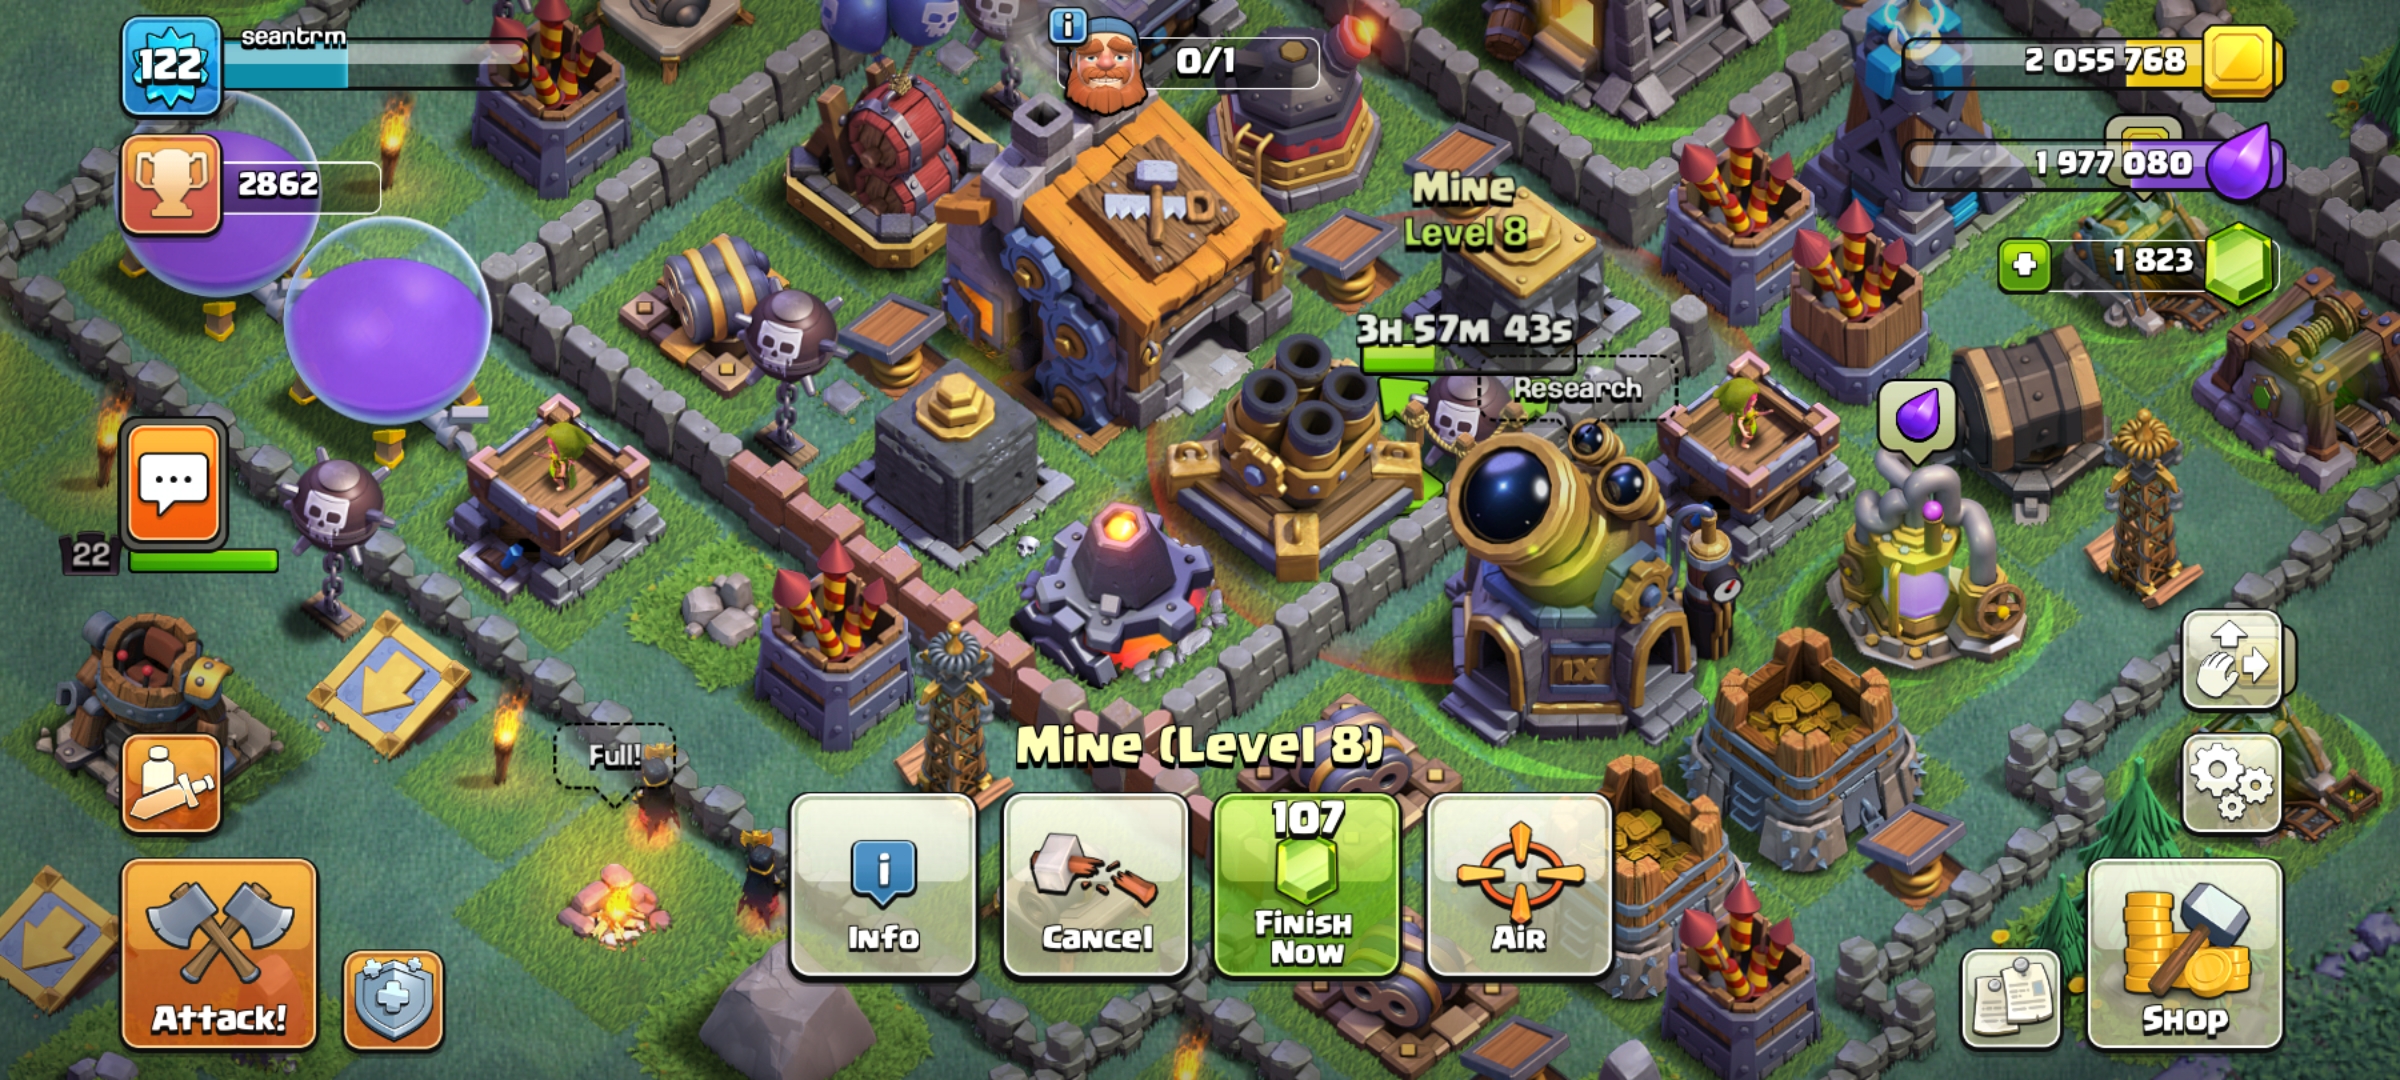 122
seantrm
0/1
2 055 768
2862
1 977 080
1 823
Mine
Level 8
3H 57M 43s
Research
22
1X
Full!
Mine (Level 8)
Info
Cancel
107
Finish
Now
Air
Attack!
Shop